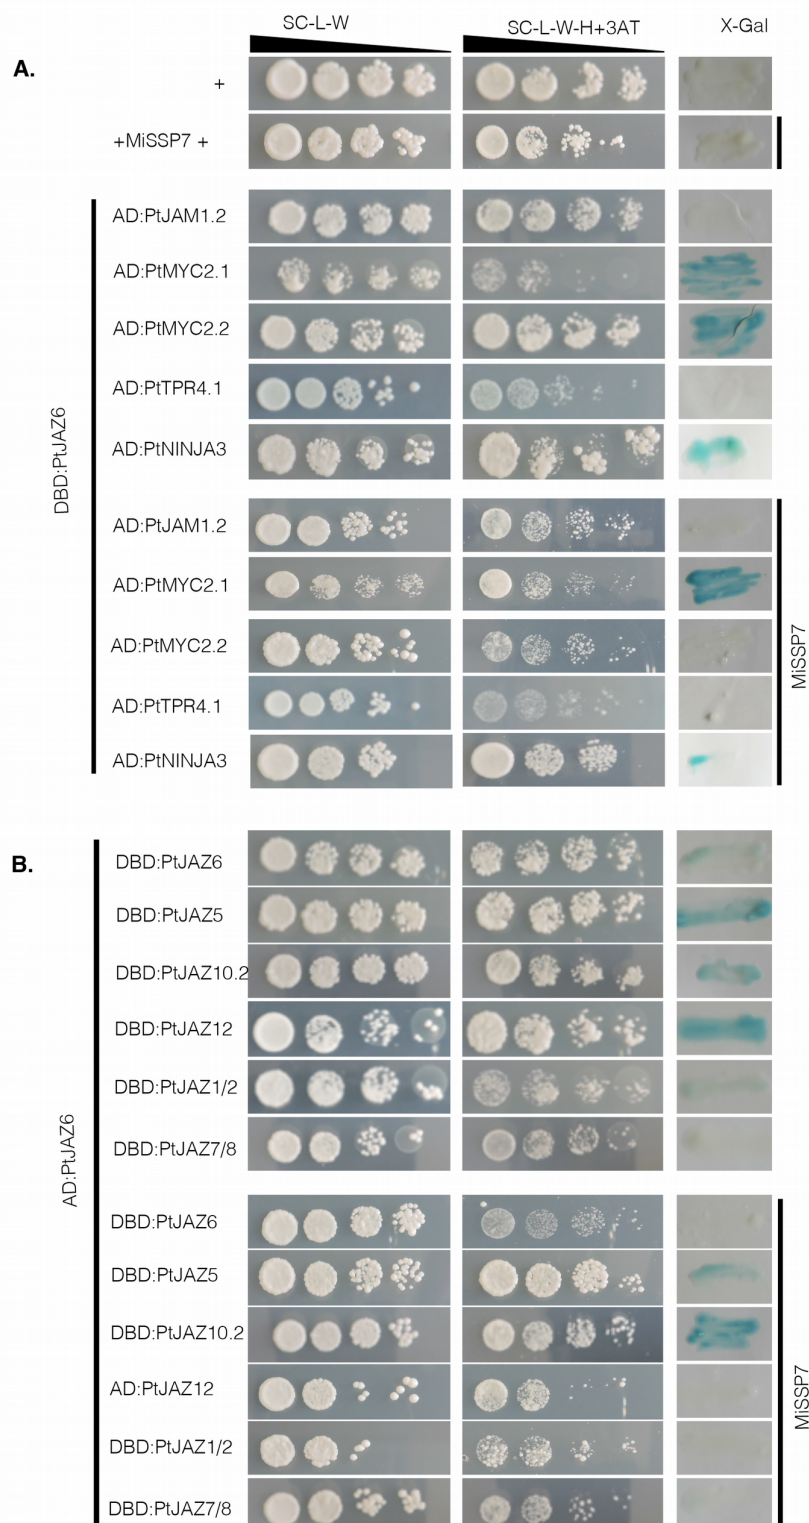 SC-L-W
SC-L-W-H+3AT
X-Gal
A.
+
+MiSSP7 +
DBD:PtJAZ6
AD:PtJAM1.2
AD:PtMYC2.1
AD:PtMYC2.2
AD:PtTPR4.1
AD:PtNINJA3
AD:PtJAM1.2
AD:PtMYC2.1
AD:PtMYC2.2
AD:PtTPR4.1
AD:PtNINJA3
MiSSP7
B.
AD:PtJAZ6
DBD:PtJAZ6
DBD:PtJAZ5
DBD:PtJAZ10.2
DBD:PtJAZ12
DBD:PtJAZ1/2
DBD:PtJAZ7/8
DBD:PtJAZ6
DBD:PtJAZ5
DBD:PtJAZ10.2
AD:PtJAZ12
DBD:PtJAZ1/2
DBD:PtJAZ7/8
MiSSP7